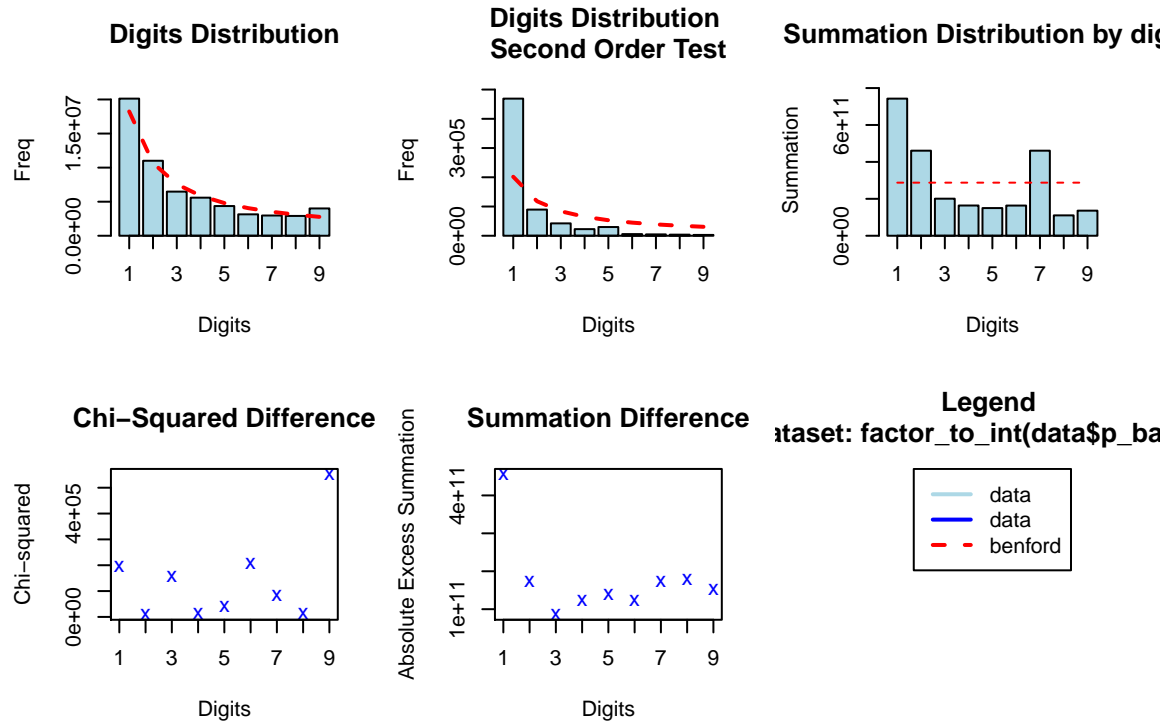 Digits Distribution
Freq
0.0e+00
1.5e+07
1 3 5 7 9
Digits
Digits Distribution
Second Order Test
Freq
0e+00
3e+05
1 3 5 7 9
Digits
Summation Distribution by dig
Summation
0e+00
6e+11
1 3 5 7 9
Digits
Chi−Squared Difference
Chi−squared
0e+00
4e+05
1 3 5 7 9
Digits
Summation Difference
Absolute Excess Summation
1e+11
4e+11
1 3 5 7 9
Digits
Legend
ataset: factor_to_int(data$p_ba
data
data
benford